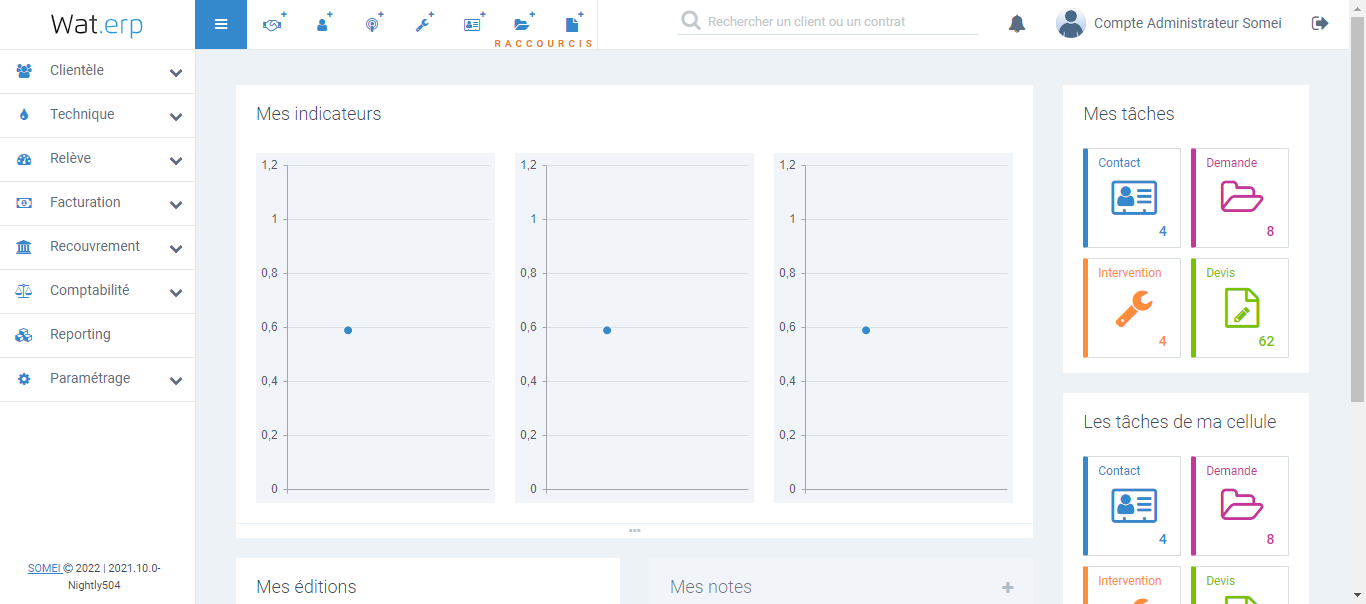 Wat.erp
RACCOURCIS
Rechercher un client ou un contrat
Compte Administrateur Somei
Clientèle
Technique
Relève
Facturation
Recouvrement
Comptabilité
Reporting
Paramétrage
SOMEI © 2022 | 2021.10.0-
Nightly504
Mes indicateurs
1,2
1
0,8
0,6
0,4
0,2
0
1,2
1
0,8
0,6
0,4
0,2
0
1,2
1
0,8
0,6
0,4
0,2
0
Mes éditions
Mes notes
Mes tâches
Contact
4
Demande
8
Intervention
4
Devis
62
Les tâches de ma cellule
Contact
4
Demande
8
Intervention
Devis